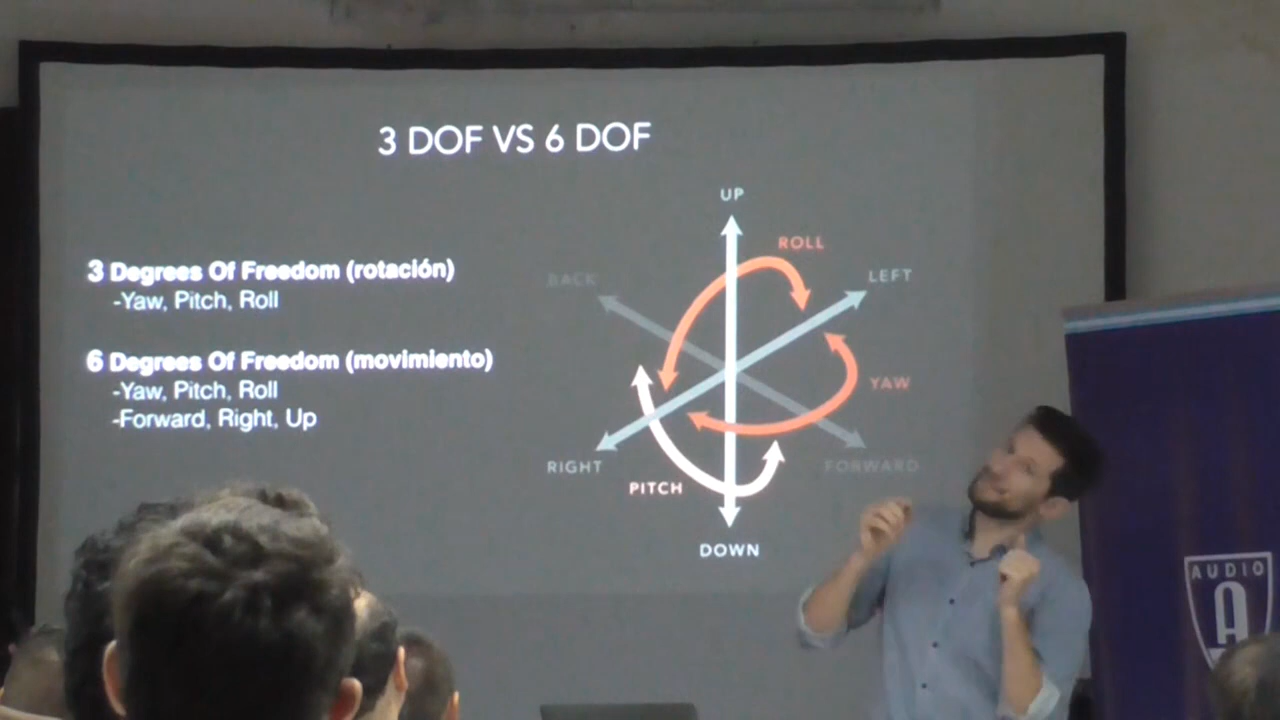 3 DOF VS 6 DOF
3 Degrees Of Freedom (rotación)
-Yaw, Pitch, Roll
6 Degrees Of Freedom (movimiento)
-Yaw, Pitch, Roll
-Forward, Right, Up
UP
ROLL
BACK
LEFT
YAW
RIGHT
FORWARD
PITCH
DOWN
AUDIO
A